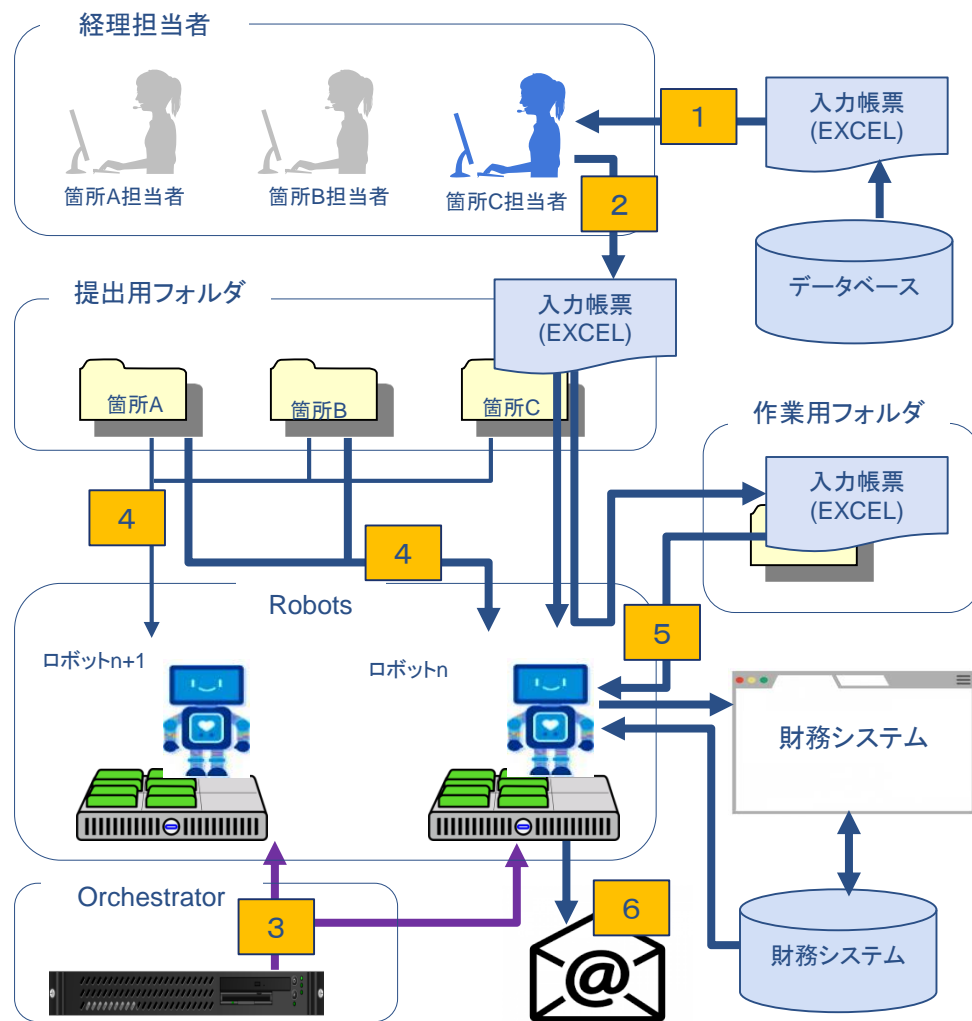 経理担当者
1
入力帳票
(EXCEL)
箇所A担当者
箇所B担当者
箇所C担当者
2
データベース
提出用フォルダ
入力帳票
(EXCEL)
箇所A
箇所B
箇所C
作業用フォルダ
入力帳票
(EXCEL)
4
4
Robots
5
ロボットn+1
ロボットn
財務システム
Orchestrator
3
6
@
財務システム